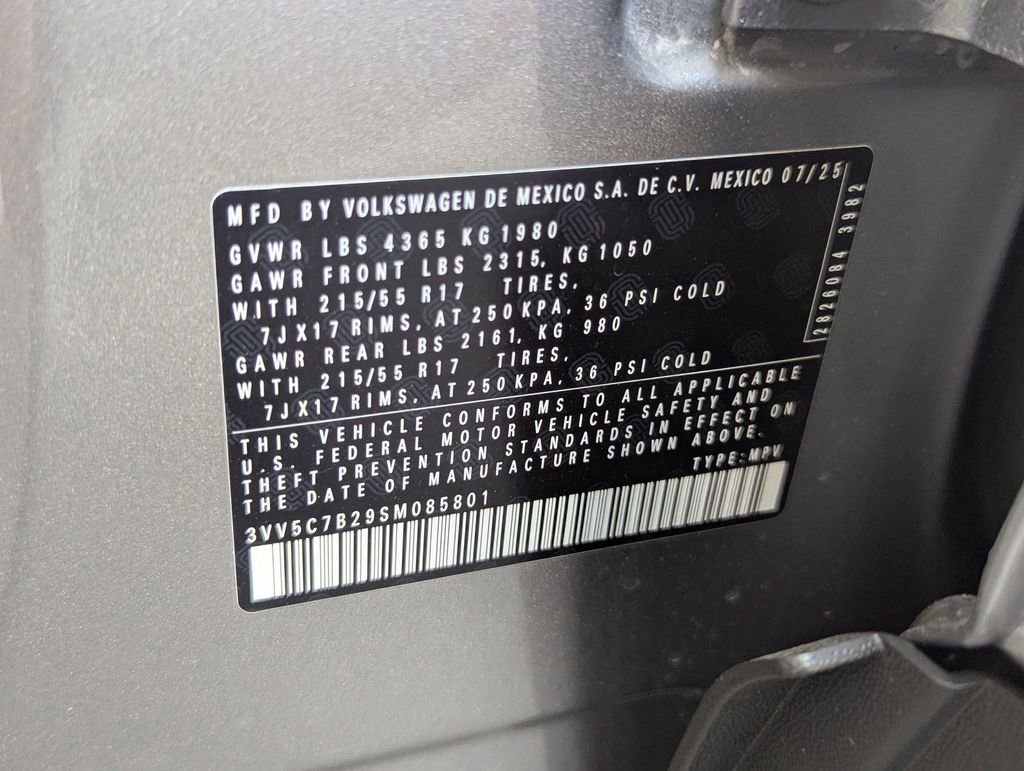 MFD BY VOLKSWAGEN DE MEXICO S.A. DE C.V. MEXICO 07/25
GVWR LBS 4365 KG 1980
GAWR FRONT LBS 2315, KG 1050
WITH 215/55 R17 TIRES,
7JX17 RIMS, AT 250 KPA, 36 PSI COLD
GAWR REAR LBS 2161, KG 980
WITH 215/55 R17 TIRES,
7JX17 RIMS, AT 250 KPA, 36 PSI COLD
2826084 3982
THIS VEHICLE CONFORMS TO ALL APPLICABLE
U.S. FEDERAL MOTOR VEHICLE SAFETY AND
THEFT PREVENTION STANDARDS IN EFFECT ON
THE DATE OF MANUFACTURE SHOWN ABOVE.
TYPE: MPV
3VV5C7B29SM085801